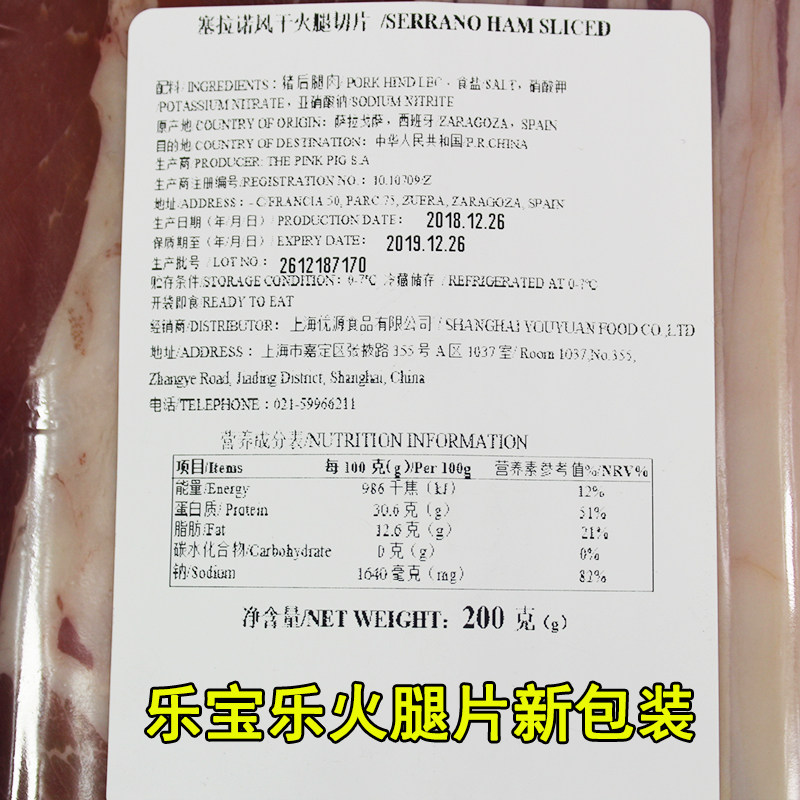 塞拉诺风干火腿切片 /SERRANO HAM SLICED
配料/ INGREDIENTS：猪后腿肉/ PORK HIND LEG，食盐/SALT，硝酸钾
/POTASSIUM NITRATE，亚硝酸钠/SODIUM NITRITE
原产地/COUNTRY OF ORIGIN：萨拉戈萨，西班牙/ZARAGOZA，SPAIN
目的地/COUNTRY OF DESTINATION：中华人民共和国/P.R.CHINA
生产商/PRODUCER: THE PINK PIG S.A
生产商注册编号/REGISTRATION NO.：10.10709/Z
地址/ADDRESS：- C/FRANCIA 50, PARC 75, ZUERA, ZARAGOZA, SPAIN
生产日期（年/月/日）/ PRODUCTION DATE： 2018.12.26
保质期至（年/月/日）/ EXPIRY DATE： 2019.12.26
生产批号 / LOT NO.： 2612187170
贮存条件/STORAGE CONDITION：0-7℃ 冷藏储存 / REFRIGERATED AT 0-7℃
开袋即食/READY TO EAT
经销商/DISTRIBUTOR：上海优源食品有限公司 / SHANGHAI YOUYUAN FOOD CO.,LTD
地址/ADDRESS：上海市嘉定区张掖路 355 号 A 区 1037 室/ Room 1037,No.355,
Zhangye Road, Jiading District, Shanghai, China
电话/TELEPHONE：021-59966211
营养成分表/NUTRITION INFORMATION
项目/Items 每 100 克(g)/Per 100g 营养素参考值%/NRV%
能量/Energy 986 千焦（kJ） 12%
蛋白质/ Protein 30.6 克（g） 51%
脂肪/Fat 12.6 克（g） 21%
碳水化合物/Carbohydrate 0 克（g） 0%
钠/Sodium 1640 毫克（mg） 82%
净含量/NET WEIGHT：200 克（g）
乐宝乐火腿片新包装